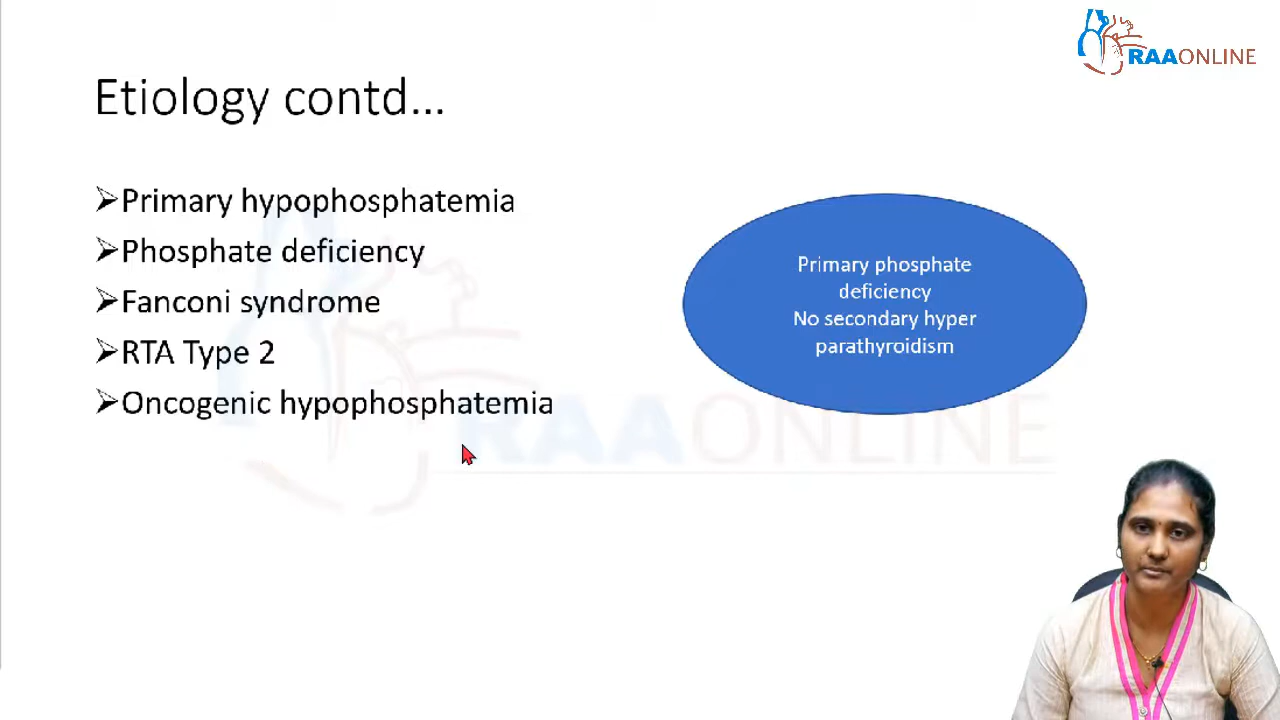 RAAONLINE
Etiology contd...
➢Primary hypophosphatemia
➢Phosphate deficiency
➢Fanconi syndrome
➢RTA Type 2
➢Oncogenic hypophosphatemia
Primary phosphate
deficiency
No secondary hyper
parathyroidism
RAAONLINE